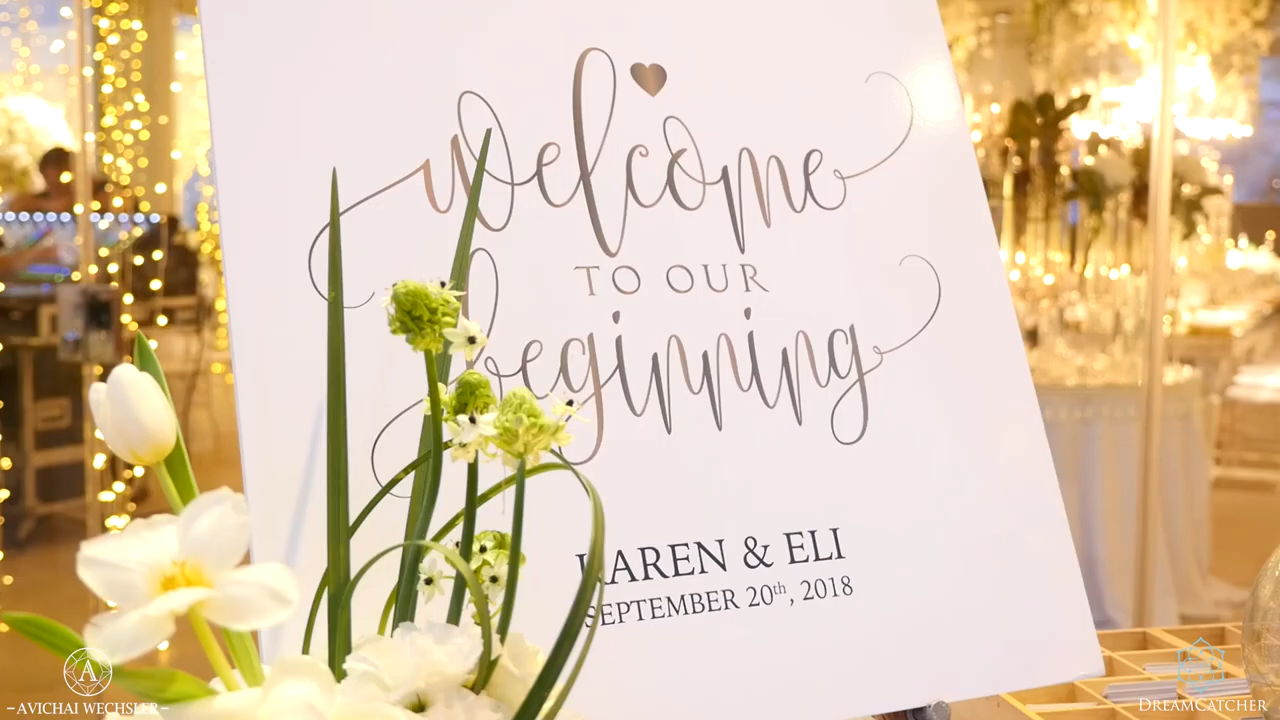 welcome
TO OUR
beginning
KAREN & ELI
SEPTEMBER 20th, 2018
A
-AVICHAI WECHSLER-
DREAMCATCHER